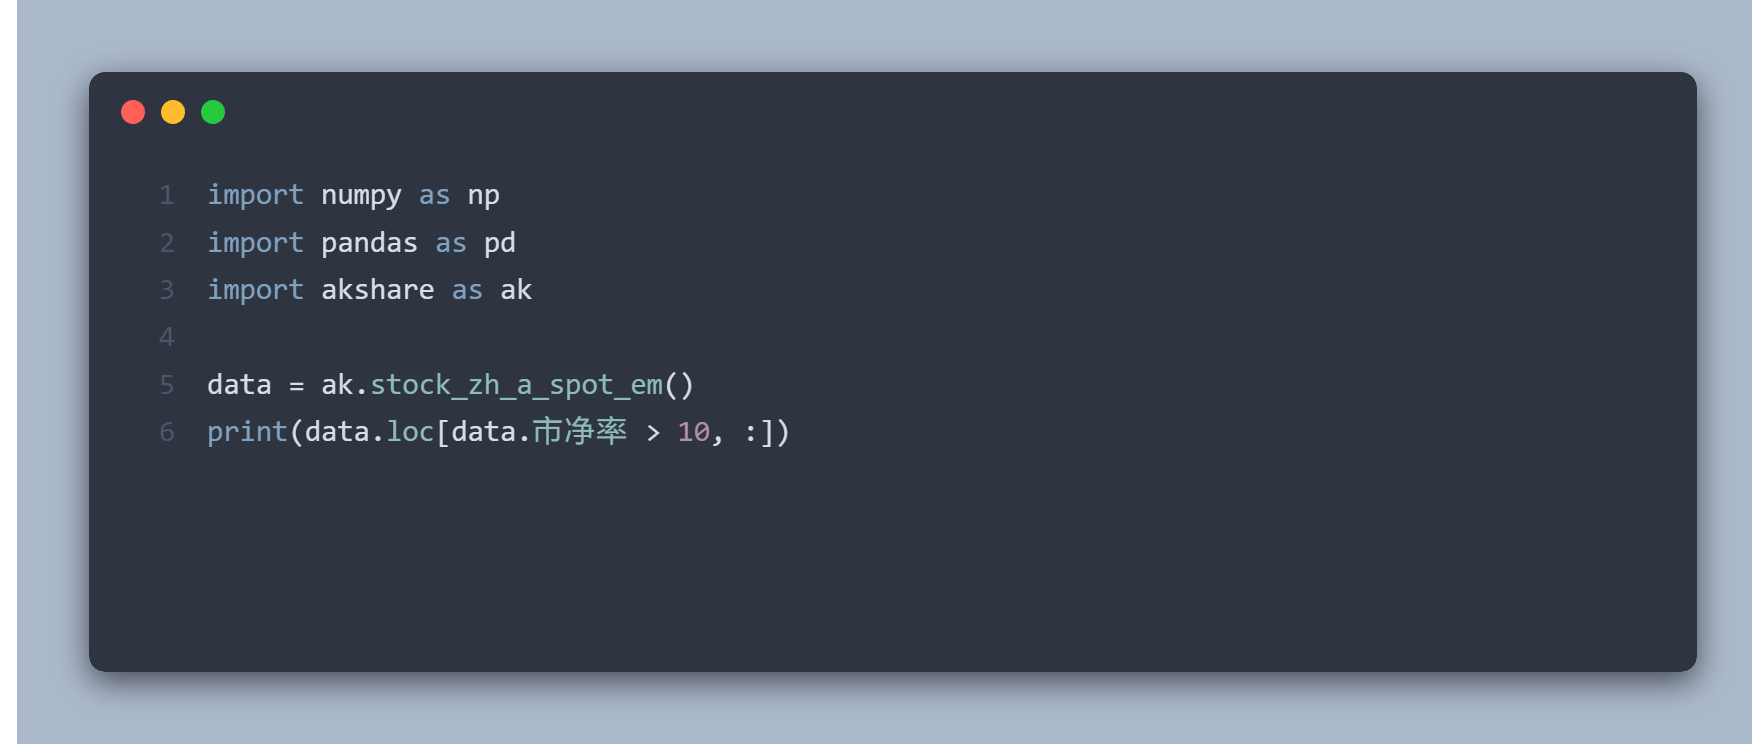 1 import numpy as np
2 import pandas as pd
3 import akshare as ak
4
5 data = ak.stock_zh_a_spot_em()
6 print(data.loc[data.市净率 > 10, :])